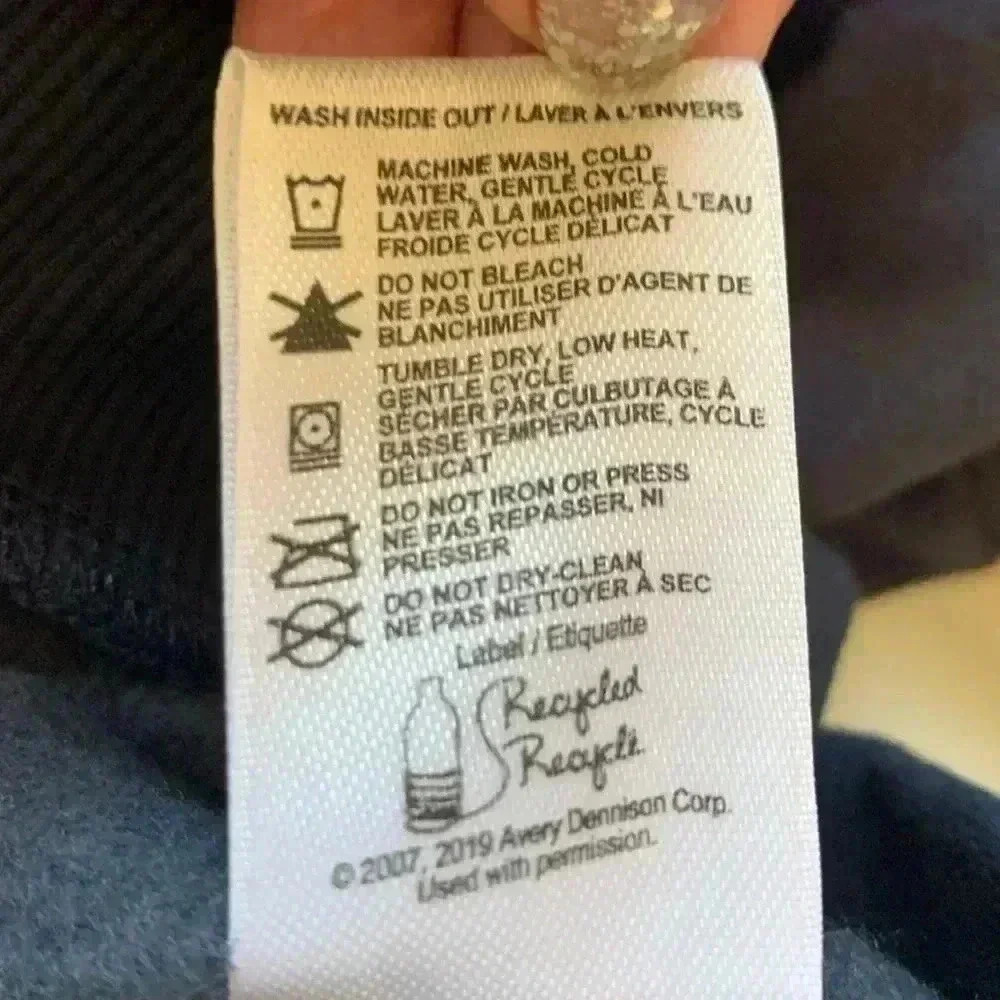 WASH INSIDE OUT / LAVER À L'ENVERS
MACHINE WASH, COLD
WATER, GENTLE CYCLE
LAVER À LA MACHINE À L'EAU
FROIDE CYCLE DÉLICAT
DO NOT BLEACH
NE PAS UTILISER D'AGENT DE
BLANCHIMENT
TUMBLE DRY, LOW HEAT,
GENTLE CYCLE
SÉCHER PAR CULBUTAGE À
BASSE TEMPÉRATURE, CYCLE
DÉLICAT
DO NOT IRON OR PRESS
NE PAS REPASSER, NI
PRESSER
DO NOT DRY-CLEAN
NE PAS NETTOYER À SEC
Label / Étiquette
Recycled
Recyclé
© 2007, 2019 Avery Dennison Corp.
Used with permission.